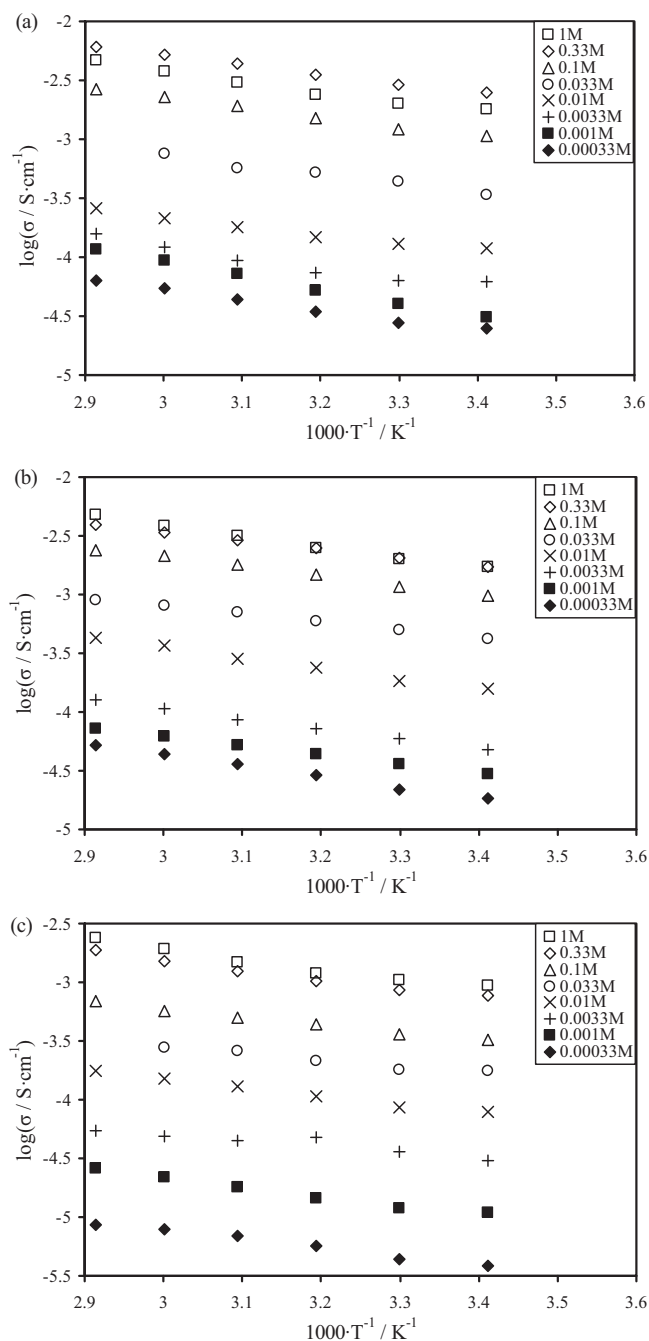 (a)
-2
-2.5
-3
-3.5
-4
-4.5
-5
log(σ / S·cm⁻¹)
1M
0.33M
0.1M
0.033M
0.01M
0.0033M
0.001M
0.00033M
2.9 3 3.1 3.2 3.3 3.4 3.5 3.6
1000·T⁻¹ / K⁻¹
(b)
-2
-2.5
-3
-3.5
-4
-4.5
-5
log(σ / S·cm⁻¹)
1M
0.33M
0.1M
0.033M
0.01M
0.0033M
0.001M
0.00033M
2.9 3 3.1 3.2 3.3 3.4 3.5 3.6
1000·T⁻¹ / K⁻¹
(c)
-2.5
-3
-3.5
-4
-4.5
-5
-5.5
log(σ / S·cm⁻¹)
1M
0.33M
0.1M
0.033M
0.01M
0.0033M
0.001M
0.00033M
2.9 3 3.1 3.2 3.3 3.4 3.5 3.6
1000·T⁻¹ / K⁻¹